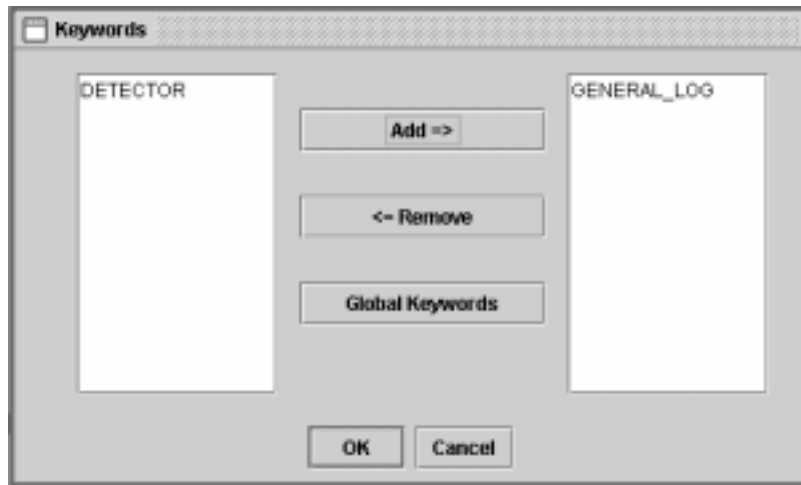 Keywords
DETECTOR
GENERAL_LOG
Add =>
<- Remove
Global Keywords
OK
Cancel